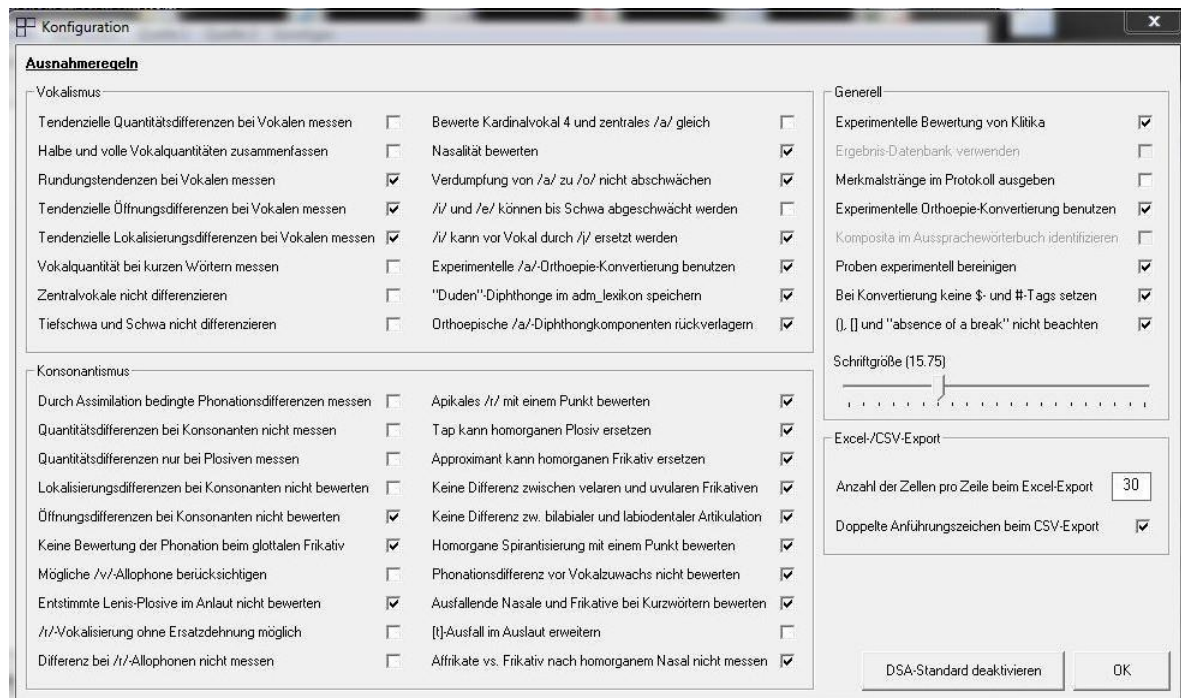 Konfiguration
Ausnahmeregeln
Vokalismus
Tendenzielle Quantitätsdifferenzen bei Vokalen messen
Halbe und volle Vokalquantitäten zusammenfassen
Rundungstendenzen bei Vokalen messen
Tendenzielle Öffnungsdifferenzen bei Vokalen messen
Tendenzielle Lokalisierungsdifferenzen bei Vokalen messen
Vokalquantität bei kurzen Wörtern messen
Zentralvokale nicht differenzieren
Tiefschwa und Schwa nicht differenzieren
Bewerte Kardinalvokal 4 und zentrales /a/ gleich
Nasalität bewerten
Verdumpfung von /a/ zu /o/ nicht abschwächen
/i/ und /e/ können bis Schwa abgeschwächt werden
/i/ kann vor Vokal durch /j/ ersetzt werden
Experimentelle /a/-Orthoepie-Konvertierung benutzen
"Duden"-Diphthonge im adm_lexikon speichern
Orthoepische /a/-Diphthongkomponenten rückverlagern
Konsonantismus
Durch Assimilation bedingte Phonationsdifferenzen messen
Quantitätsdifferenzen bei Konsonanten nicht messen
Quantitätsdifferenzen nur bei Plosiven messen
Lokalisierungsdifferenzen bei Konsonanten nicht bewerten
Öffnungsdifferenzen bei Konsonanten nicht bewerten
Keine Bewertung der Phonation beim glottalen Frikativ
Mögliche /v/-Allophone berücksichtigen
Entstimmte Lenis-Plosive im Anlaut nicht bewerten
/r/-Vokalisierung ohne Ersatzdehnung möglich
Differenz bei /r/-Allophonen nicht messen
Apikales /r/ mit einem Punkt bewerten
Tap kann homorganen Plosiv ersetzen
Approximant kann homorganen Frikativ ersetzen
Keine Differenz zwischen velaren und uvularen Frikativen
Keine Differenz zw. bilabialer und labiodentaler Artikulation
Homorgane Spirantisierung mit einem Punkt bewerten
Phonationsdifferenz vor Vokalzuwachs nicht bewerten
Ausfallende Nasale und Frikative bei Kurzwörtern bewerten
[t]-Ausfall im Auslaut erweitern
Affrikate vs. Frikativ nach homorganem Nasal nicht messen
Generell
Experimentelle Bewertung von Klitika
Ergebnis-Datenbank verwenden
Merkmalstränge im Protokoll ausgeben
Experimentelle Orthoepie-Konvertierung benutzen
Komposita im Aussprachewörterbuch identifizieren
Proben experimentell bereinigen
Bei Konvertierung keine $- und #-Tags setzen
(), [] und "absence of a break" nicht beachten
Schriftgröße (15.75)
Excel-/CSV-Export
Anzahl der Zellen pro Zeile beim Excel-Export 30
Doppelte Anführungszeichen beim CSV-Export
DSA-Standard deaktivieren
OK